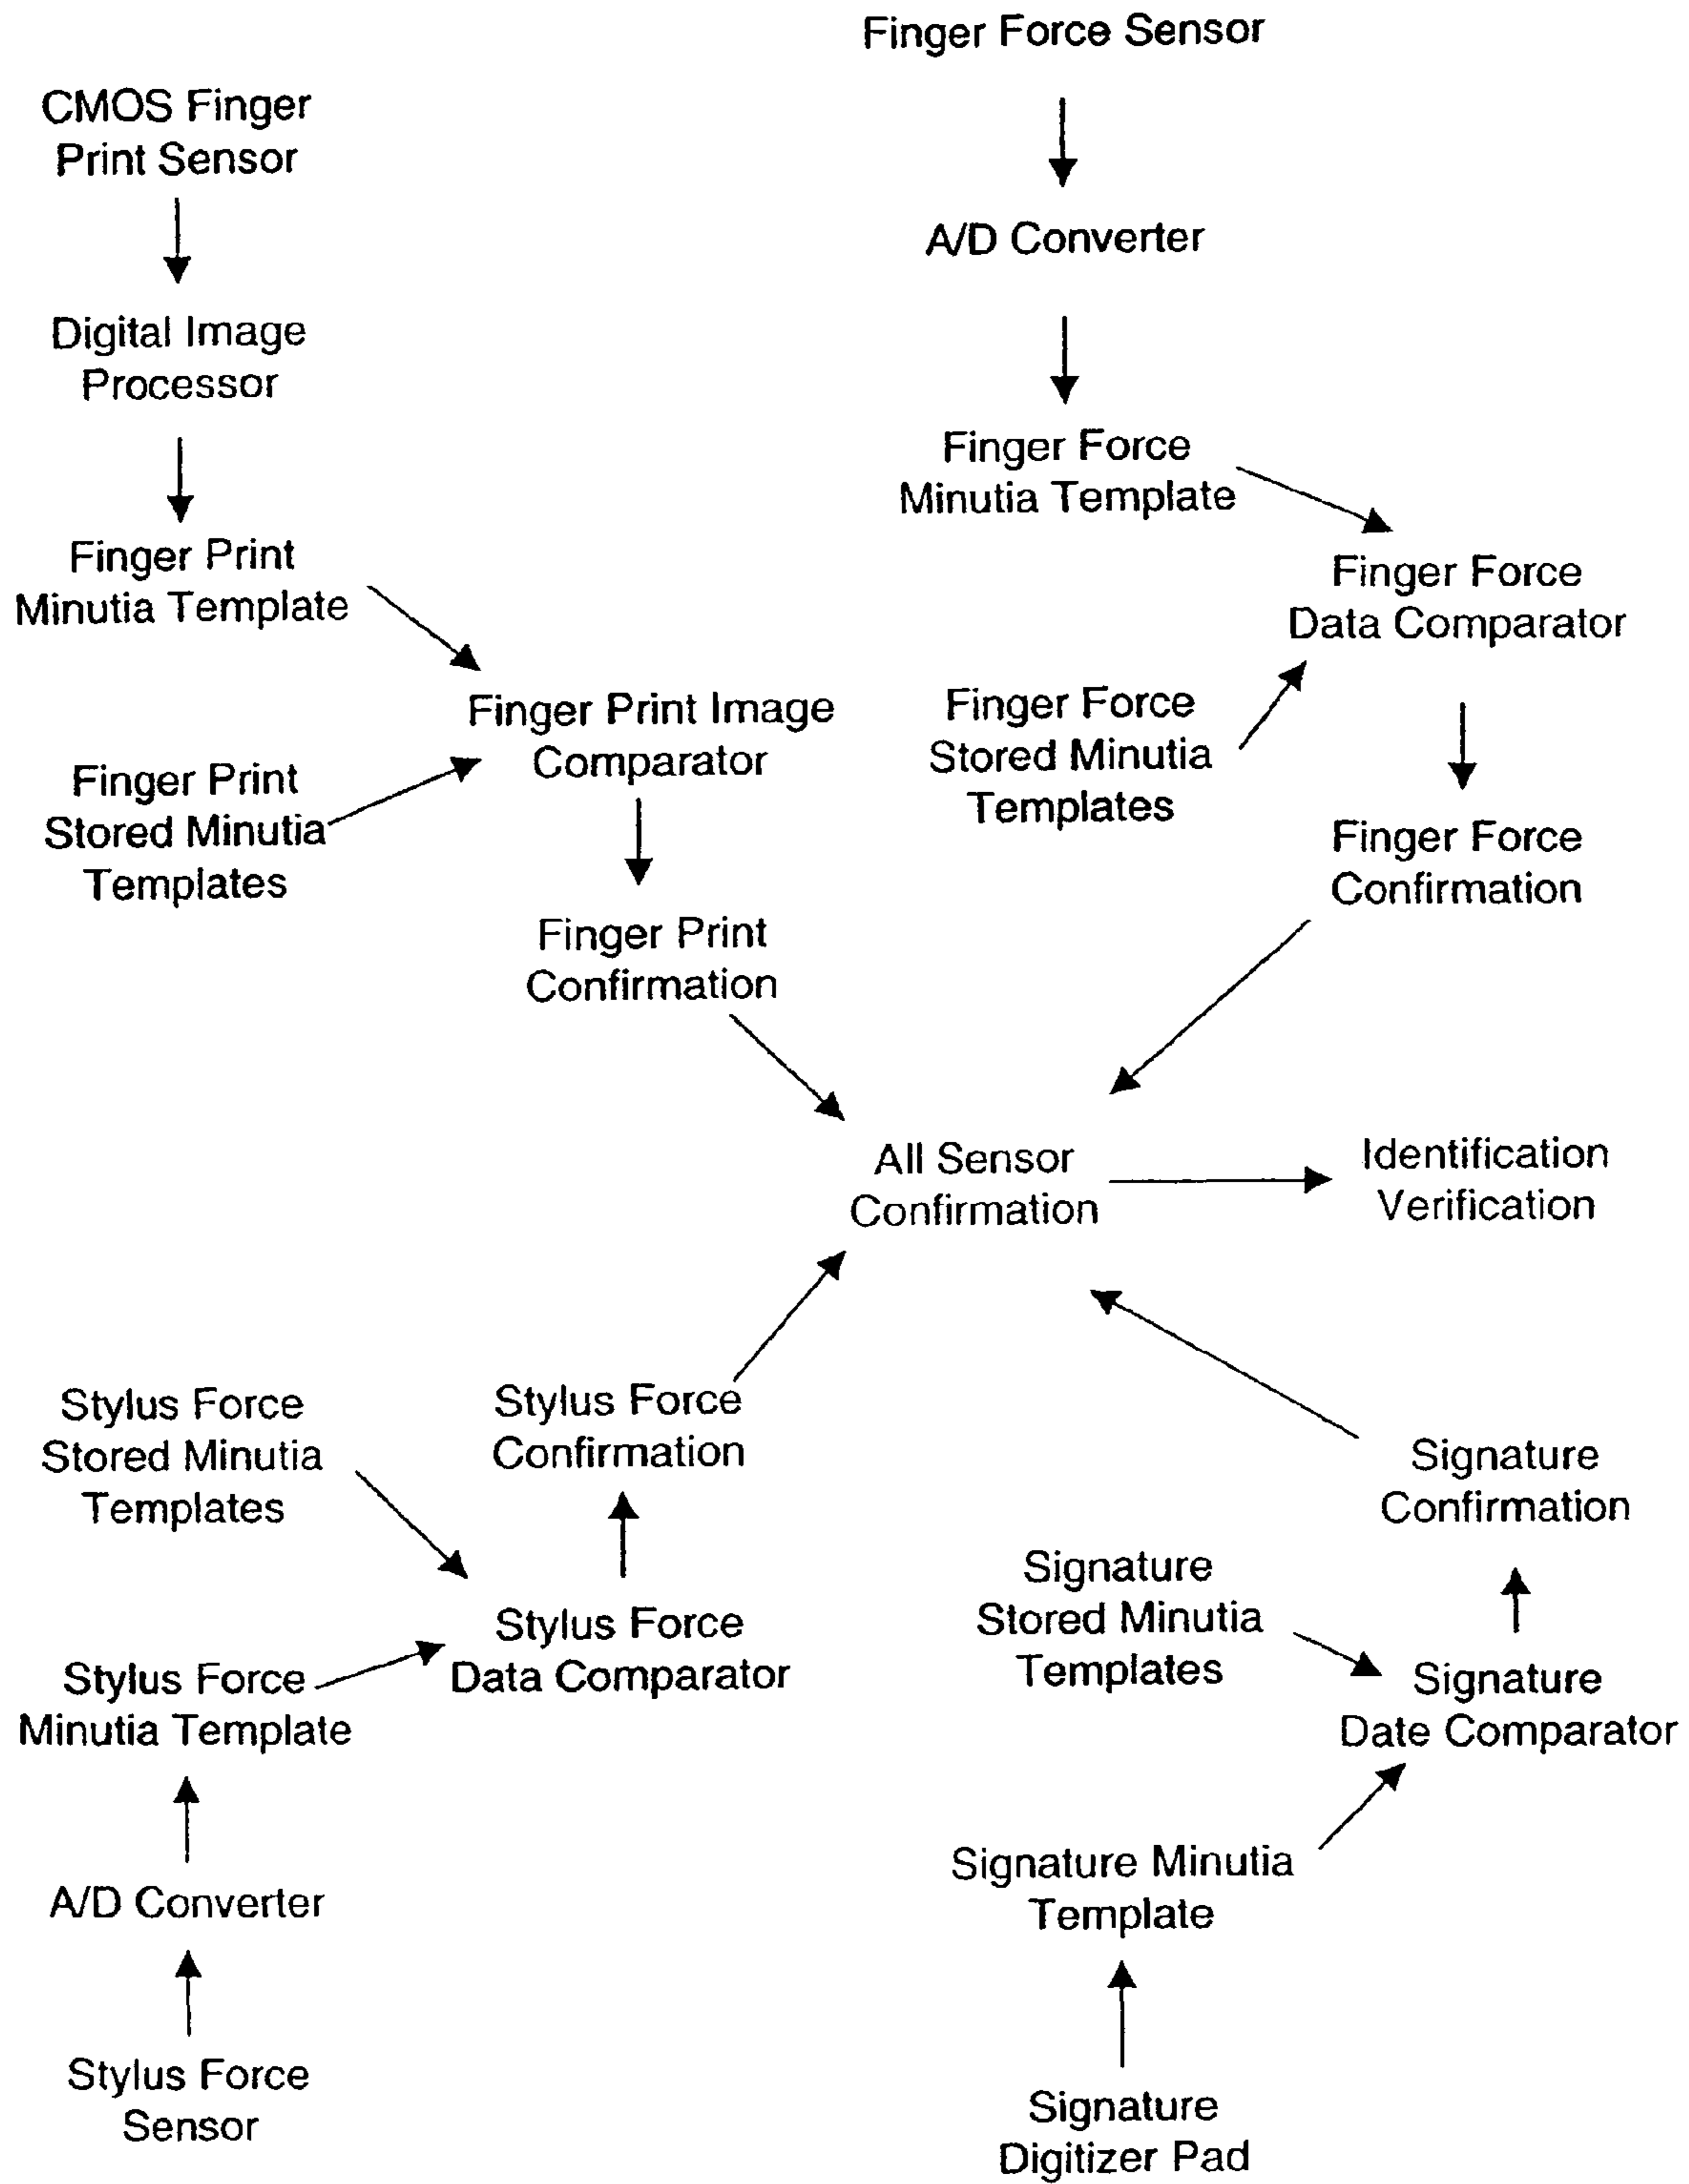 Finger Force Sensor
CMOS Finger
Print Sensor
A/D Converter
Digital Image
Processor
Finger Force
Minutia Template
Finger Print
Minutia Template
Finger Force
Data Comparator
Finger Print Image
Comparator
Finger Force
Stored Minutia
Templates
Finger Print
Stored Minutia
Templates
Finger Force
Confirmation
Finger Print
Confirmation
All Sensor
Confirmation
Identification
Verification
Stylus Force
Stored Minutia
Templates
Stylus Force
Confirmation
Signature
Confirmation
Signature
Stored Minutia
Templates
Stylus Force
Data Comparator
Stylus Force
Minutia Template
Signature
Date Comparator
A/D Converter
Signature Minutia
Template
Stylus Force
Sensor
Signature
Digitizer Pad